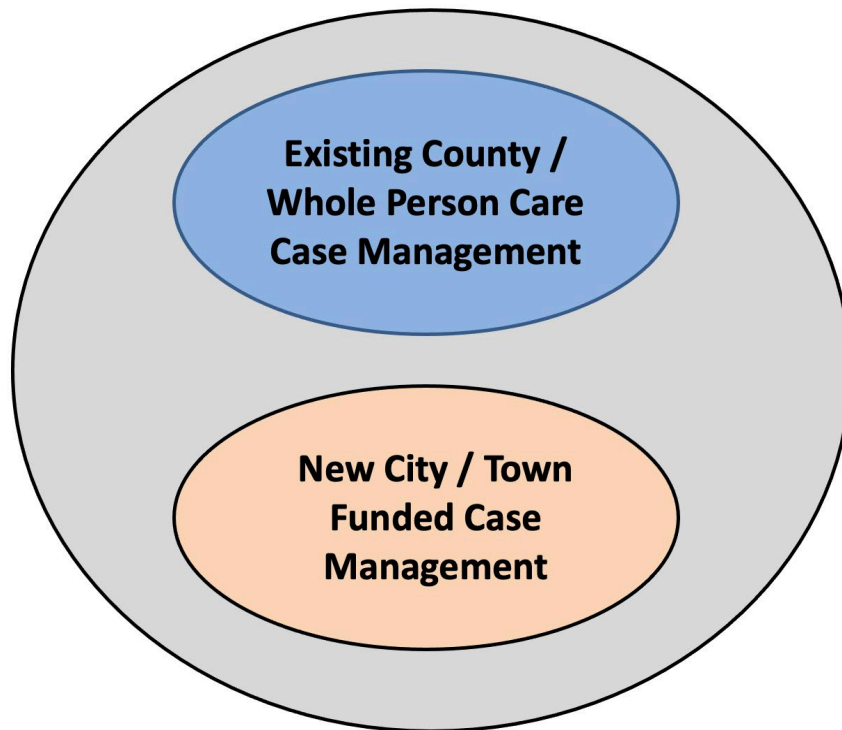 Existing County /
Whole Person Care
Case Management
New City / Town
Funded Case
Management